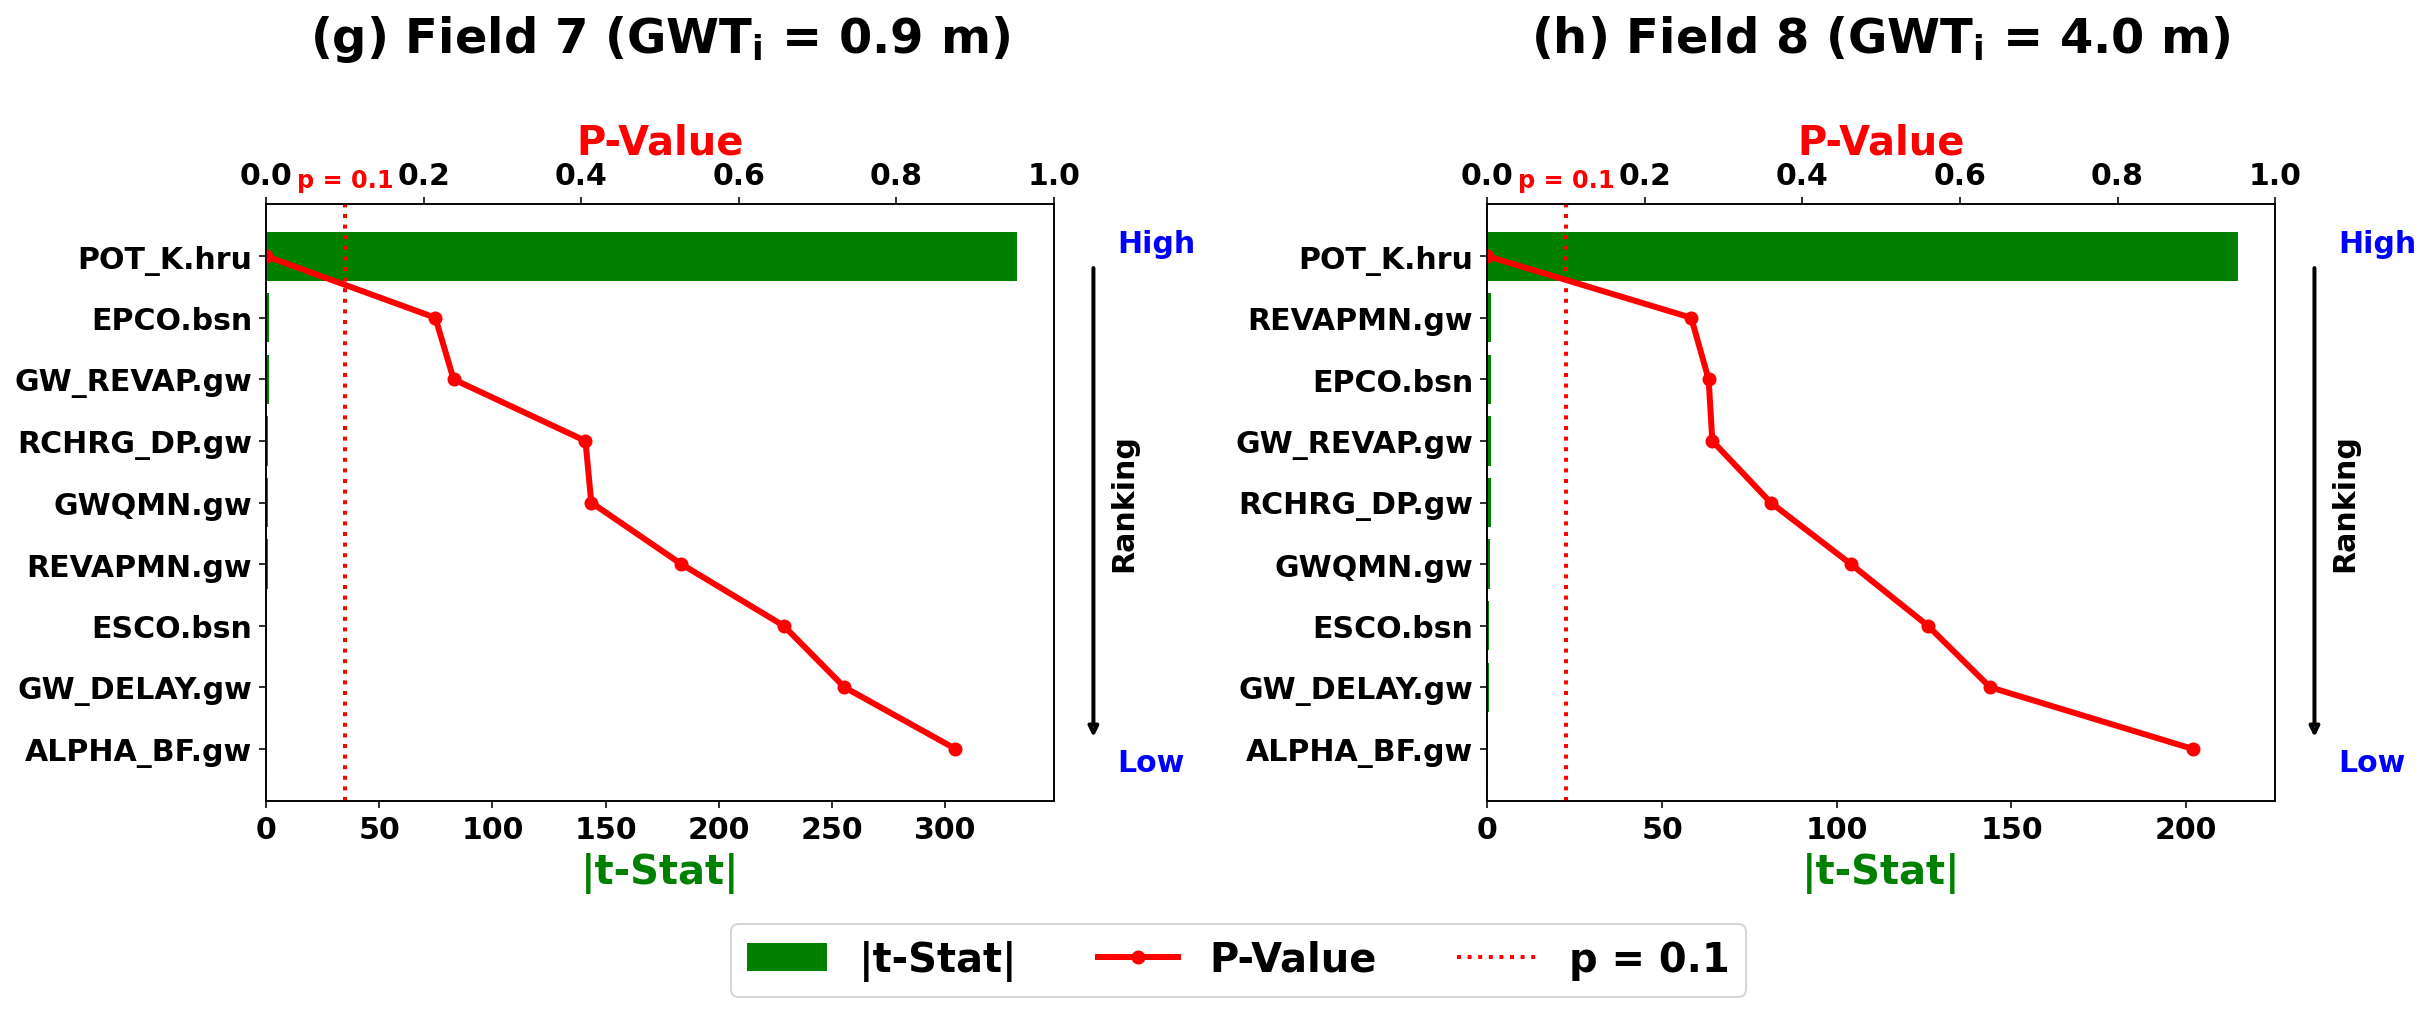 (g) Field 7 (GWTᵢ = 0.9 m)
P-Value
0.0 p = 0.1 0.2 0.4 0.6 0.8 1.0
High
POT_K.hru
EPCO.bsn
GW_REVAP.gw
RCHRG_DP.gw
GWQMN.gw
REVAPMN.gw
ESCO.bsn
GW_DELAY.gw
ALPHA_BF.gw
Ranking
Low
0 50 100 150 200 250 300
|t-Stat|
(h) Field 8 (GWTᵢ = 4.0 m)
P-Value
0.0 p = 0.1 0.2 0.4 0.6 0.8 1.0
High
POT_K.hru
REVAPMN.gw
EPCO.bsn
GW_REVAP.gw
RCHRG_DP.gw
GWQMN.gw
ESCO.bsn
GW_DELAY.gw
ALPHA_BF.gw
Ranking
Low
0 50 100 150 200
|t-Stat|
|t-Stat| P-Value p = 0.1